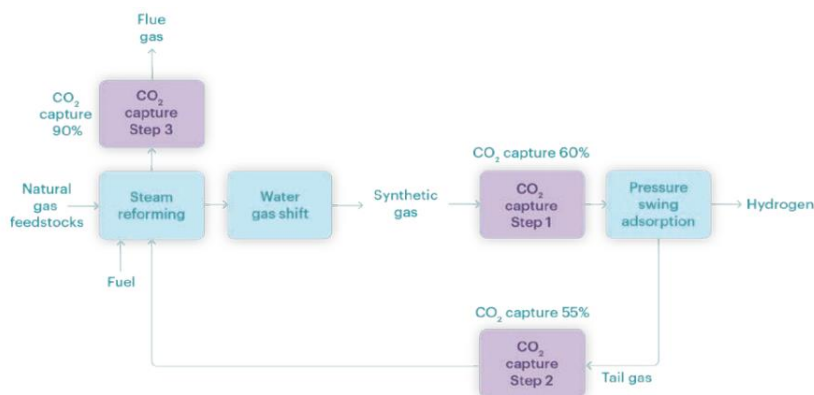 Flue
gas
CO₂
capture
90%
CO₂
capture
Step 3
CO₂ capture 60%
Natural
gas
feedstocks
Steam
reforming
Water
gas shift
Synthetic
gas
CO₂
capture
Step 1
Pressure
swing
adsorption
Hydrogen
Fuel
CO₂ capture 55%
CO₂
capture
Step 2
Tail gas